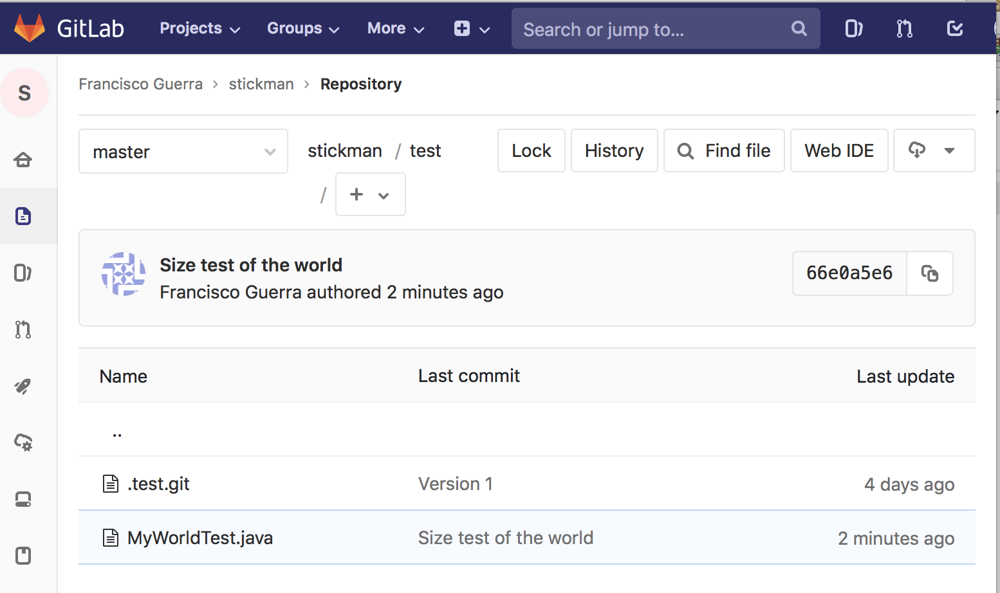 GitLab Projects Groups More Search or jump to...
S
Francisco Guerra > stickman > Repository
master stickman / test Lock History Find file Web IDE
/ +
Size test of the world
Francisco Guerra authored 2 minutes ago
66e0a5e6
Name Last commit Last update
..
.test.git Version 1 4 days ago
MyWorldTest.java Size test of the world 2 minutes ago